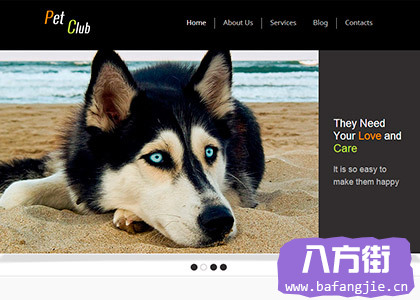 Pet
Club
Home
About Us
Services
Blog
Contacts
They Need
Your Love and
Care
It is so easy to
make them happy
八方街
www.bafangjie.cn